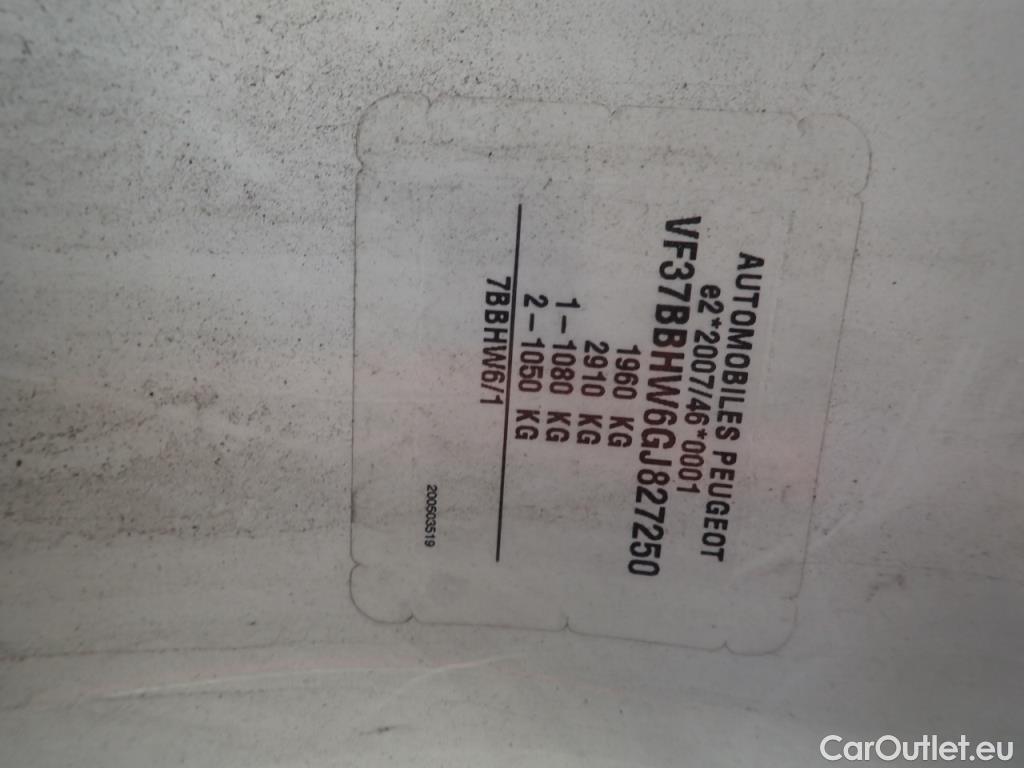 AUTOMOBILES PEUGEOT
e2*2007/46*0001
VF37BBHW6GJ827250
1960 KG
2910 KG
1-1080 KG
2-1050 KG
7BBHW6/1
200503519
CarOutlet.eu